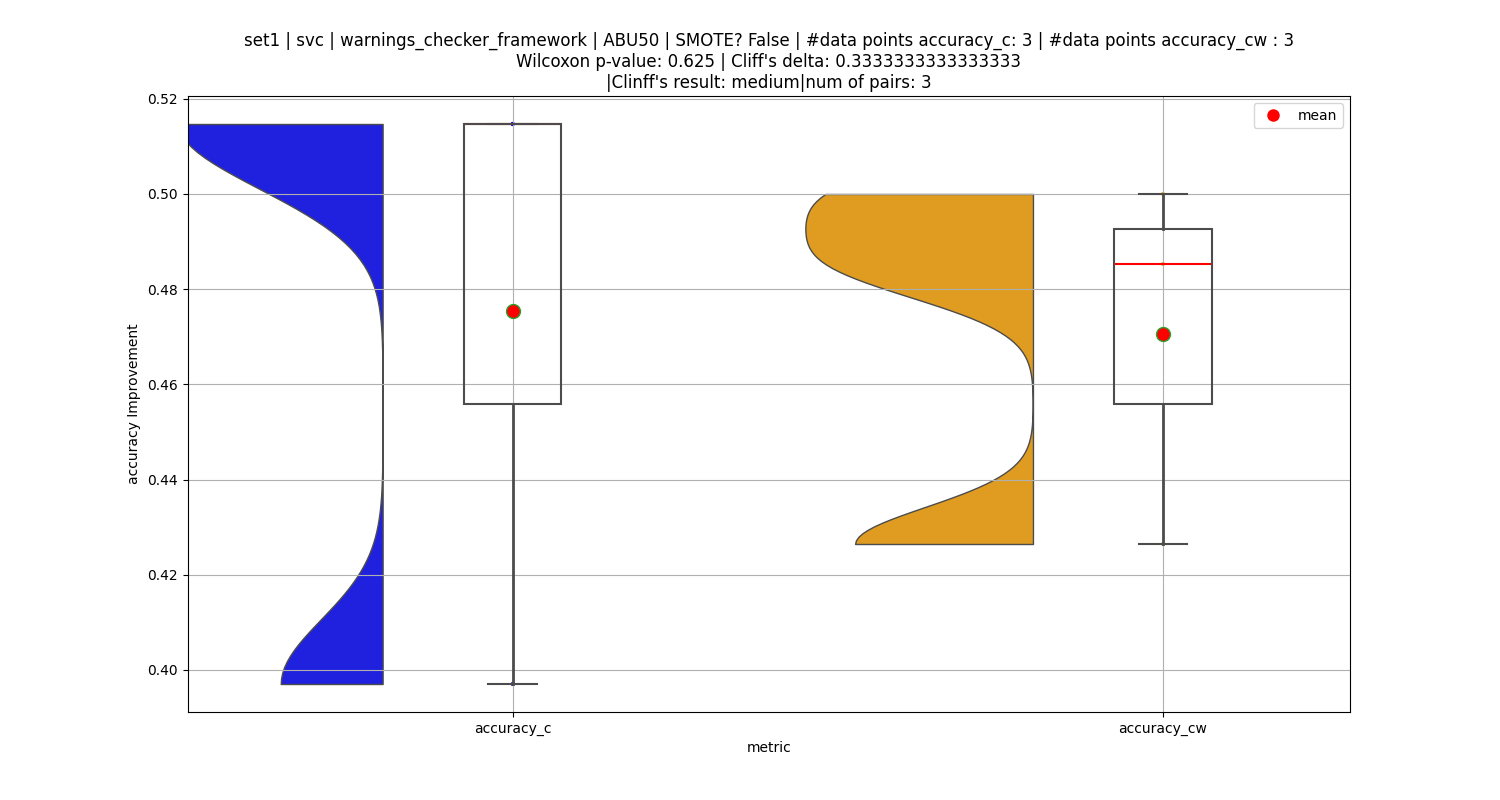 set1 | svc | warnings_checker_framework | ABU50 | SMOTE? False | #data points accuracy_c: 3 | #data points accuracy_cw : 3
Wilcoxon p-value: 0.625 | Cliff's delta: 0.3333333333333333
|Clinff's result: medium|num of pairs: 3
mean
0.52
0.50
0.48
0.46
0.44
0.42
0.40
accuracy Improvement
accuracy_c
accuracy_cw
metric